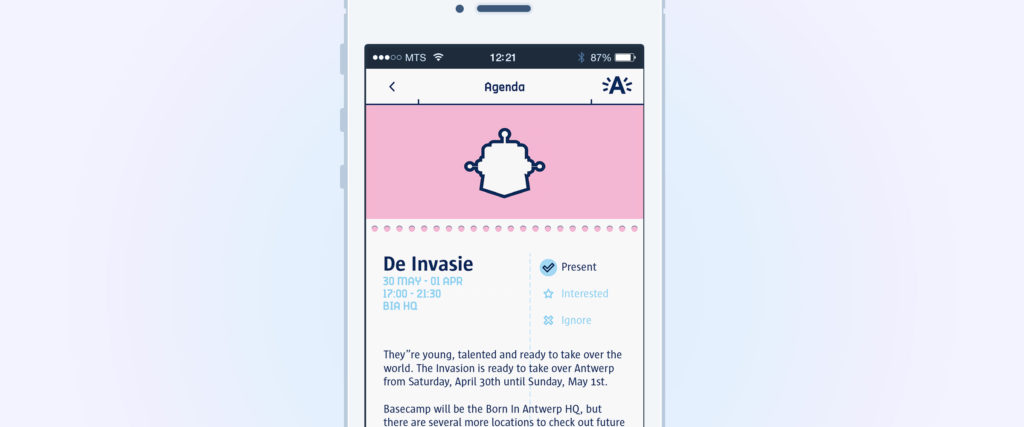 MTS 12:21 87%
Agenda A
De Invasie
30 MAY - 01 APR
17:00 - 21:30
BIA HQ
Present
Interested
Ignore
They"re young, talented and ready to take over the
world. The Invasion is ready to take over Antwerp
from Saturday, April 30th until Sunday, May 1st.
Basecamp will be the Born In Antwerp HQ, but
there are several more locations to check out future